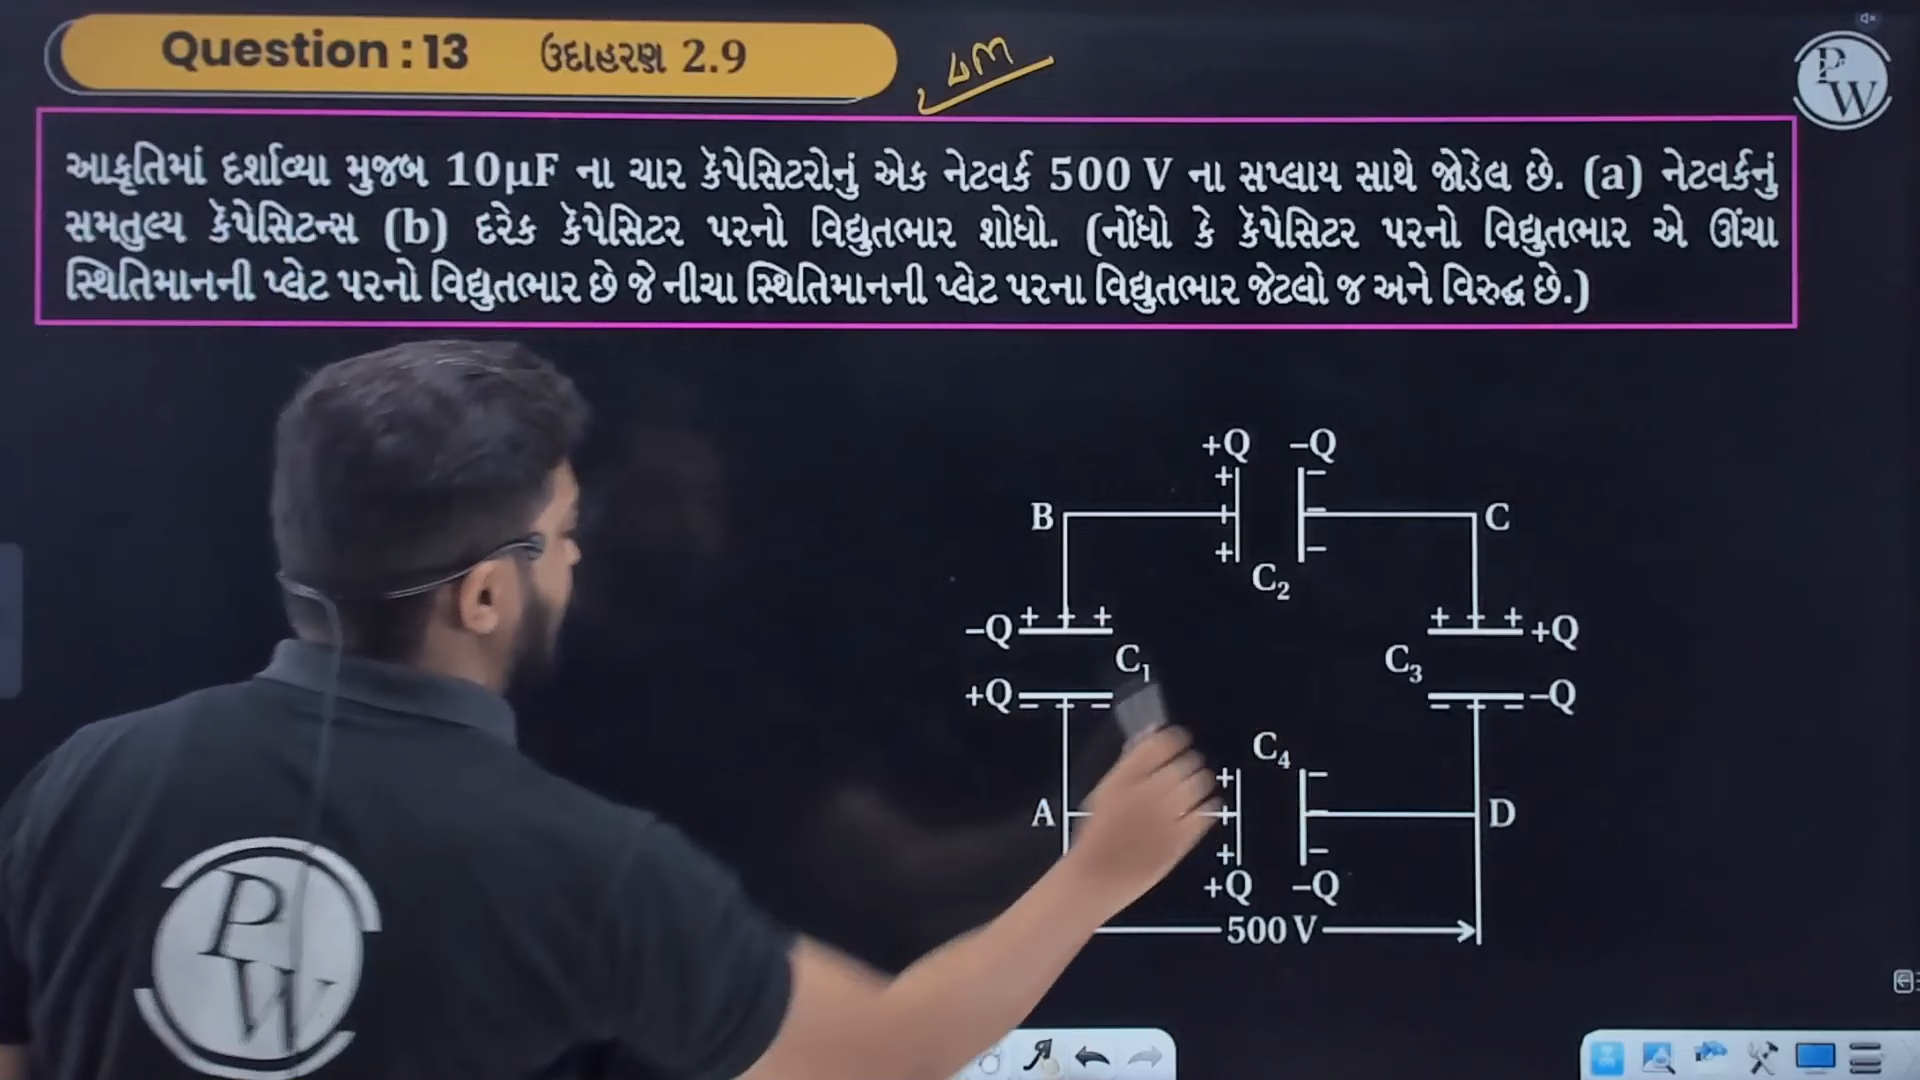 Question : 13 ઉદાહરણ 2.9
PW
આકૃતિમાં દર્શાવ્યા મુજબ 10μF ના ચાર કૅપેસિટરોનું એક નેટવર્ક 500 V ના સપ્લાય સાથે જોડેલ છે. (a) નેટવર્કનું
સમતુલ્ય કૅપેસિટન્સ (b) દરેક કૅપેસિટર પરનો વિદ્યુતભાર શોધો. (નોંધો કે કૅપેસિટર પરનો વિદ્યુતભાર એ ઊંચા
સ્થિતિમાનની પ્લેટ પરનો વિદ્યુતભાર છે જે નીચા સ્થિતિમાનની પ્લેટ પરના વિદ્યુતભાર જેટલો જ અને વિરુદ્ધ છે.)
+Q –Q
B C
C₂
–Q +Q
C₁ C₃
+Q –Q
C₄
A D
+Q –Q
500 V
PW